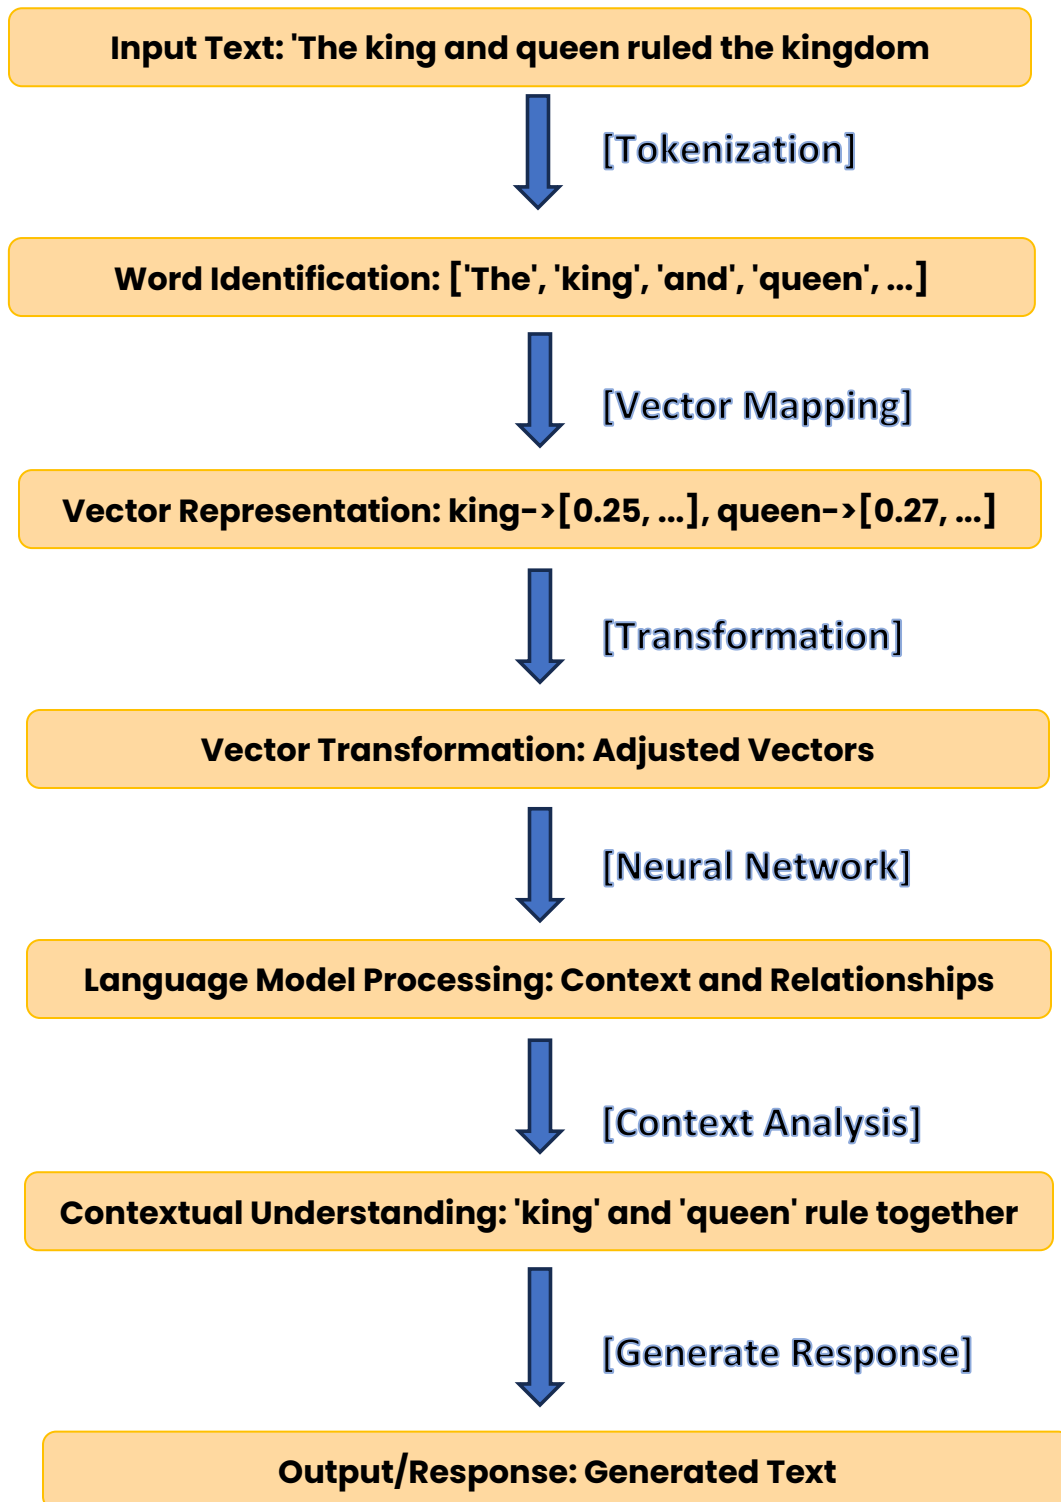 Input Text: 'The king and queen ruled the kingdom
[Tokenization]
Word Identification: ['The', 'king', 'and', 'queen', ...]
[Vector Mapping]
Vector Representation: king->[0.25, ...], queen->[0.27, ...]
[Transformation]
Vector Transformation: Adjusted Vectors
[Neural Network]
Language Model Processing: Context and Relationships
[Context Analysis]
Contextual Understanding: 'king' and 'queen' rule together
[Generate Response]
Output/Response: Generated Text